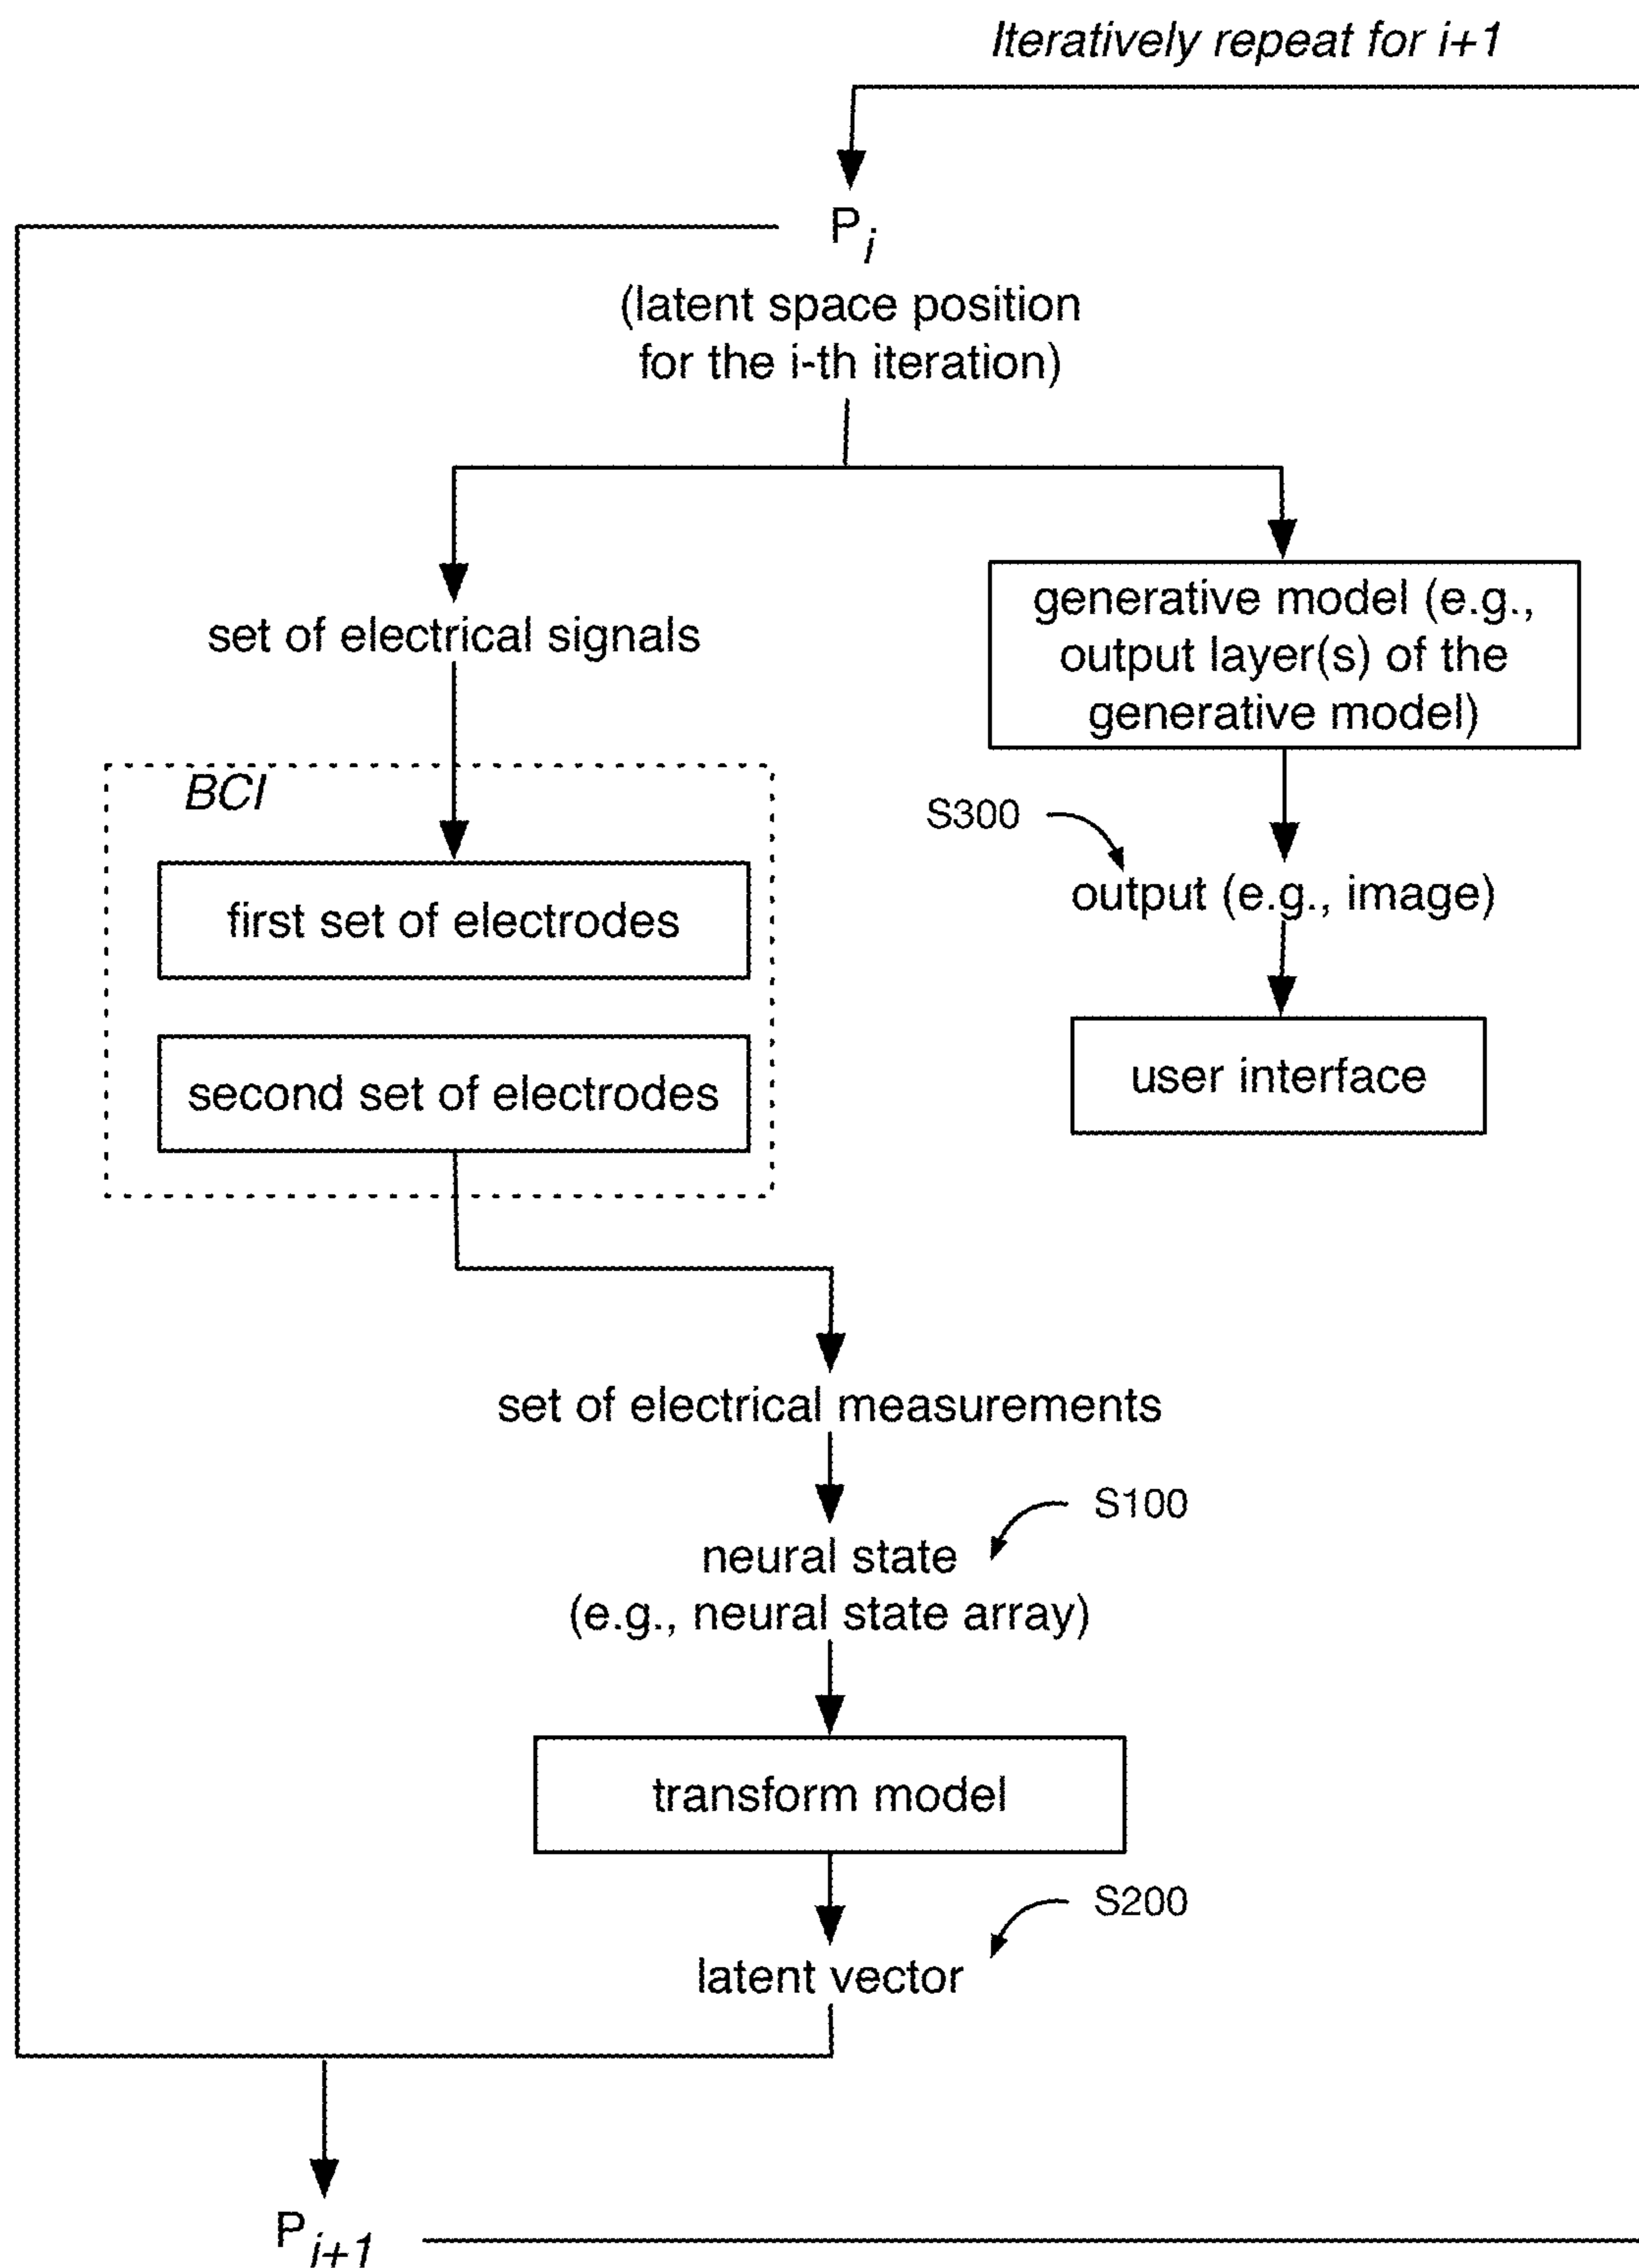 Iteratively repeat for i+1
Pi
(latent space position
for the i-th iteration)
set of electrical signals
generative model (e.g.,
output layer(s) of the
generative model)
BCI
S300
first set of electrodes
output (e.g., image)
second set of electrodes
user interface
set of electrical measurements
S100
neural state
(e.g., neural state array)
transform model
S200
latent vector
Pi+1